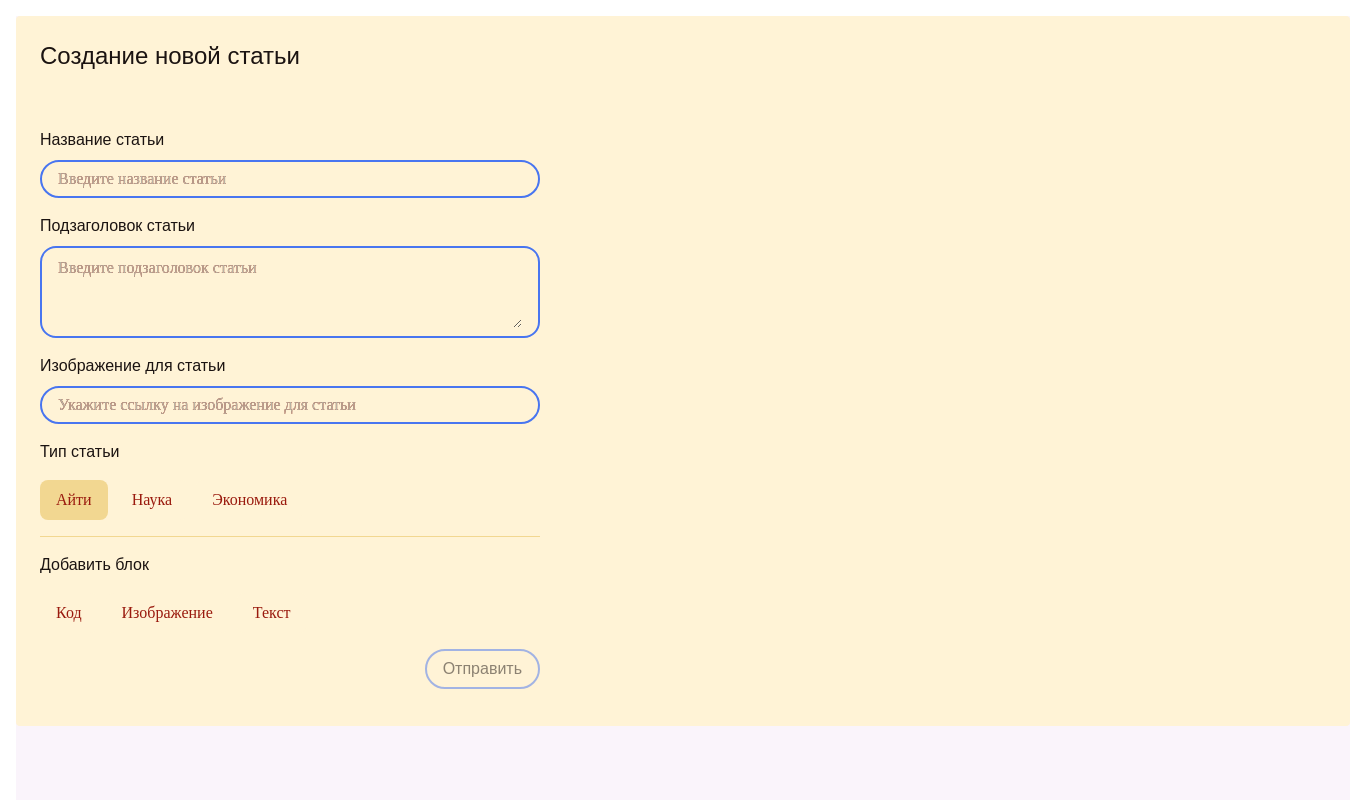 Создание новой статьи
Название статьи
Введите название статьи
Подзаголовок статьи
Введите подзаголовок статьи
Изображение для статьи
Укажите ссылку на изображение для статьи
Тип статьи
Айти Наука Экономика
Добавить блок
Код Изображение Текст
Отправить